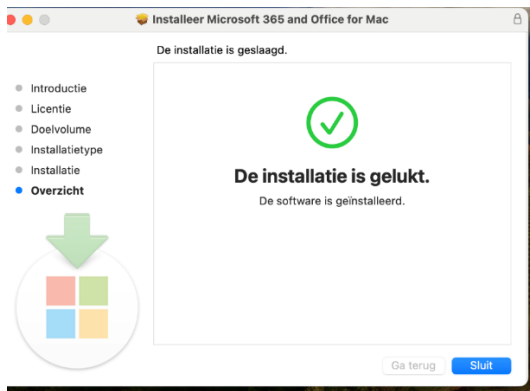 Installeer Microsoft 365 and Office for Mac
De installatie is geslaagd.
Introductie
Licentie
Doelvolume
Installatietype
Installatie
Overzicht
De installatie is gelukt.
De software is geïnstalleerd.
Ga terug
Sluit